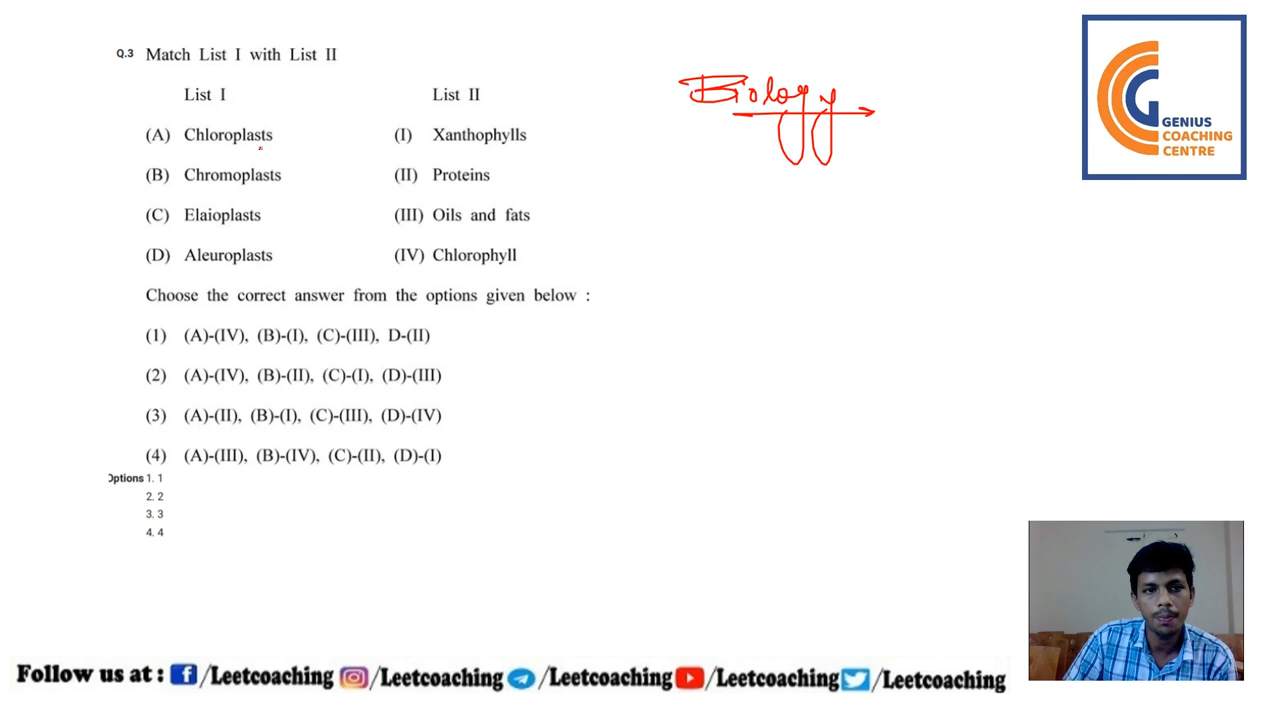 Q.3 Match List I with List II
List I List II
(A) Chloroplasts (I) Xanthophylls
(B) Chromoplasts (II) Proteins
(C) Elaioplasts (III) Oils and fats
(D) Aleuroplasts (IV) Chlorophyll
Choose the correct answer from the options given below :
(1) (A)-(IV), (B)-(I), (C)-(III), D-(II)
(2) (A)-(IV), (B)-(II), (C)-(I), (D)-(III)
(3) (A)-(II), (B)-(I), (C)-(III), (D)-(IV)
(4) (A)-(III), (B)-(IV), (C)-(II), (D)-(I)
Options 1. 1
2. 2
3. 3
4. 4
Biology
GENIUS
COACHING
CENTRE
Follow us at : /Leetcoaching /Leetcoaching /Leetcoaching /Leetcoaching /Leetcoaching